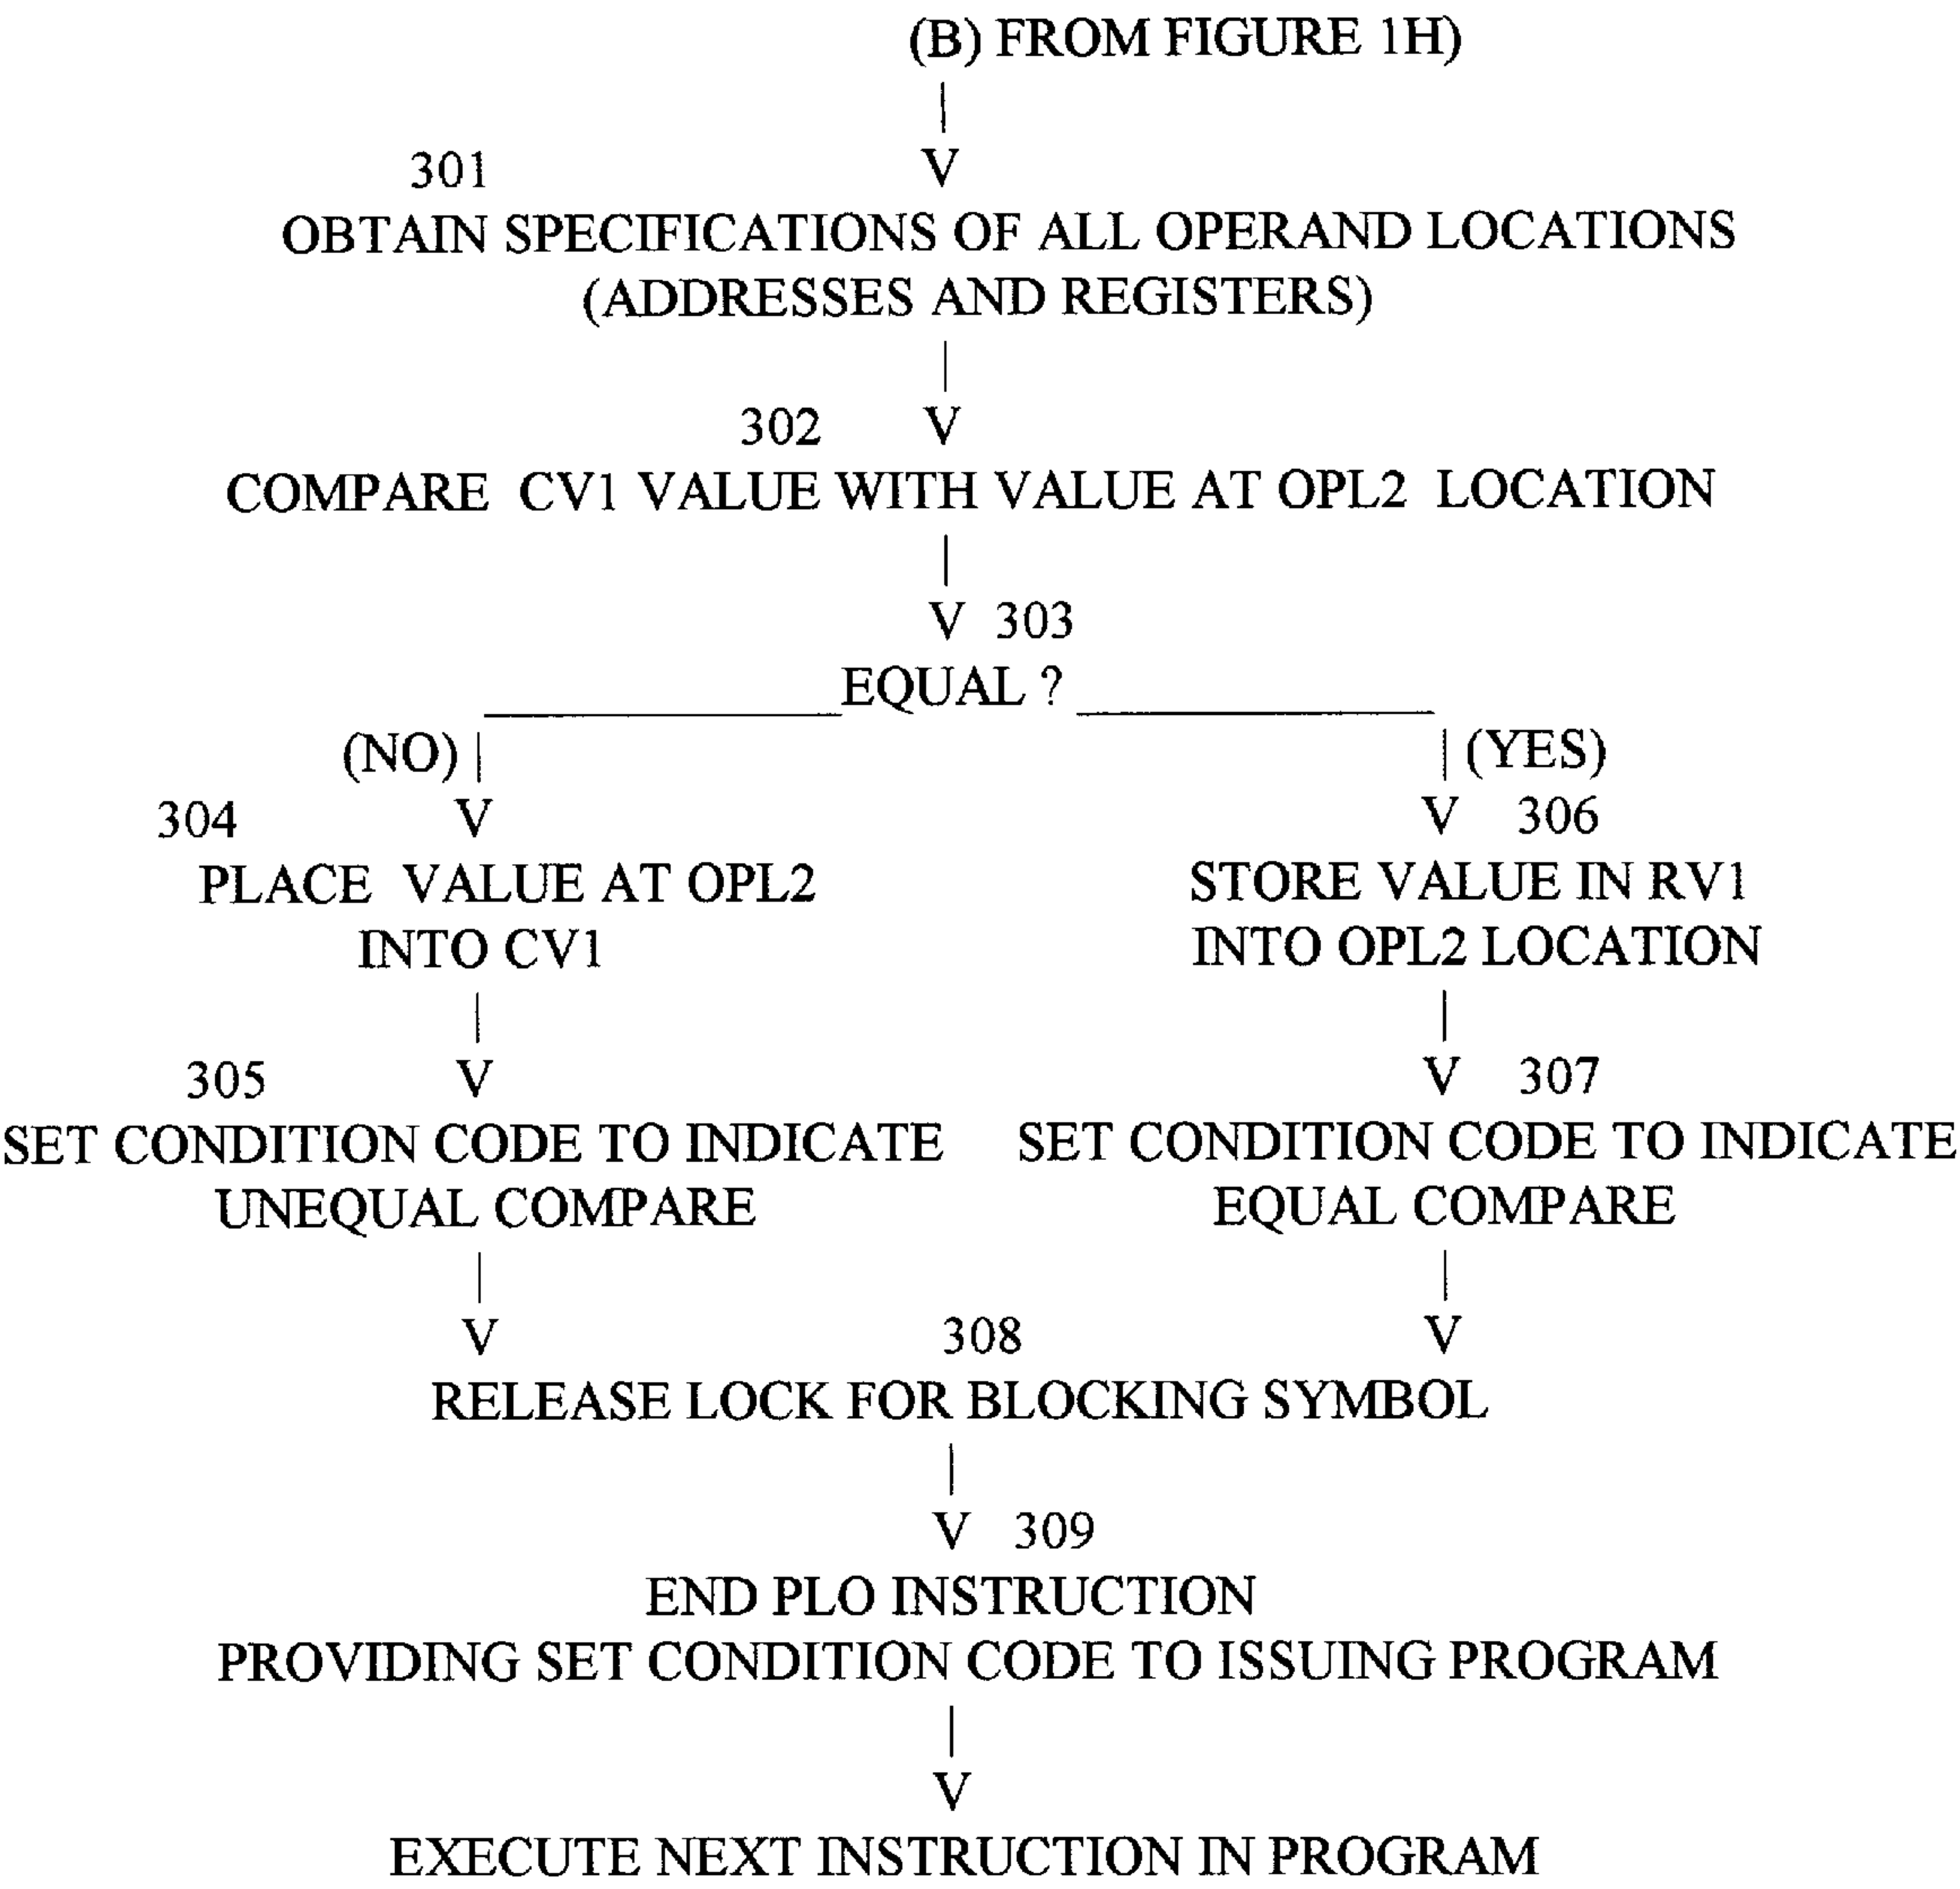 (B) FROM FIGURE 1H)
301
OBTAIN SPECIFICATIONS OF ALL OPERAND LOCATIONS
(ADDRESSES AND REGISTERS)
302
COMPARE CV1 VALUE WITH VALUE AT OPL2 LOCATION
303
EQUAL ?
(NO)
(YES)
304
306
PLACE VALUE AT OPL2
INTO CV1
STORE VALUE IN RV1
INTO OPL2 LOCATION
305
307
SET CONDITION CODE TO INDICATE
UNEQUAL COMPARE
SET CONDITION CODE TO INDICATE
EQUAL COMPARE
308
RELEASE LOCK FOR BLOCKING SYMBOL
309
END PLO INSTRUCTION
PROVIDING SET CONDITION CODE TO ISSUING PROGRAM
EXECUTE NEXT INSTRUCTION IN PROGRAM